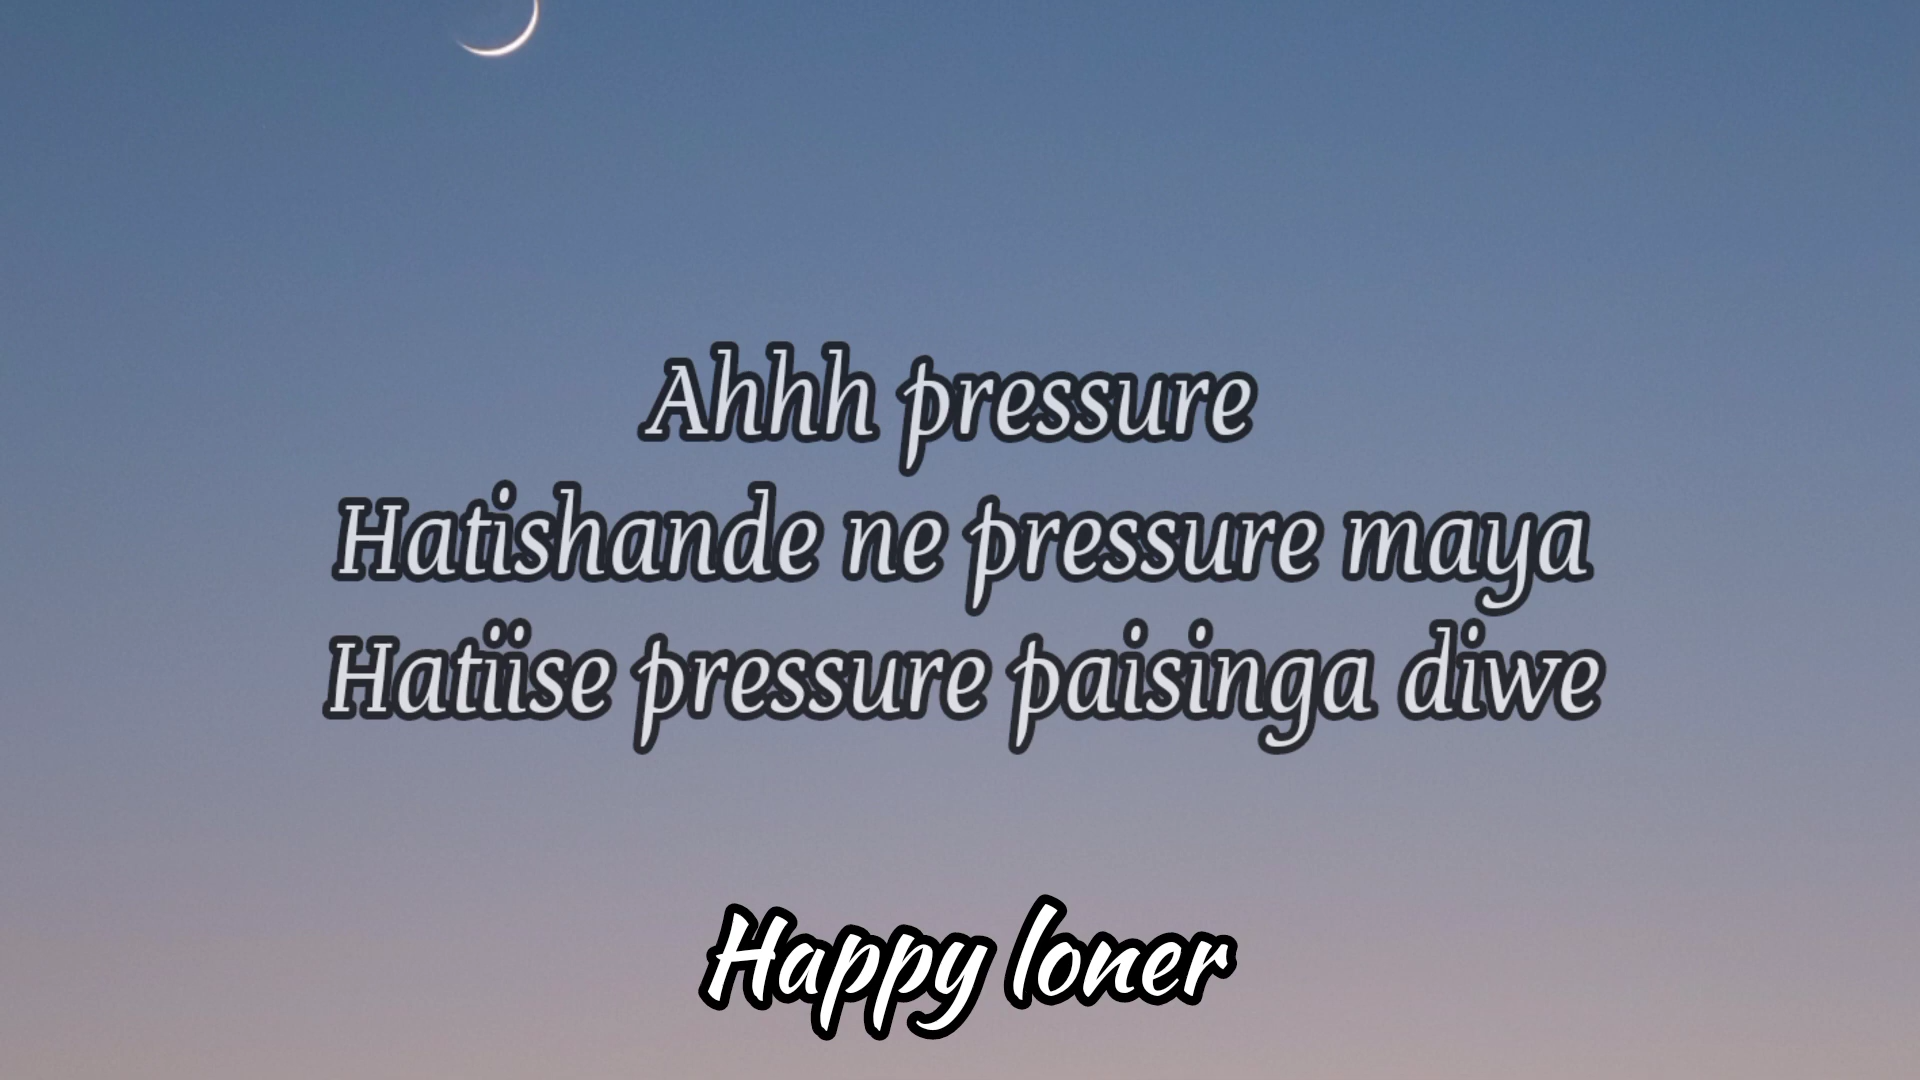 Ahhh pressure
Hatishande ne pressure maya
Hatiise pressure paisinga diwe
Happy loner